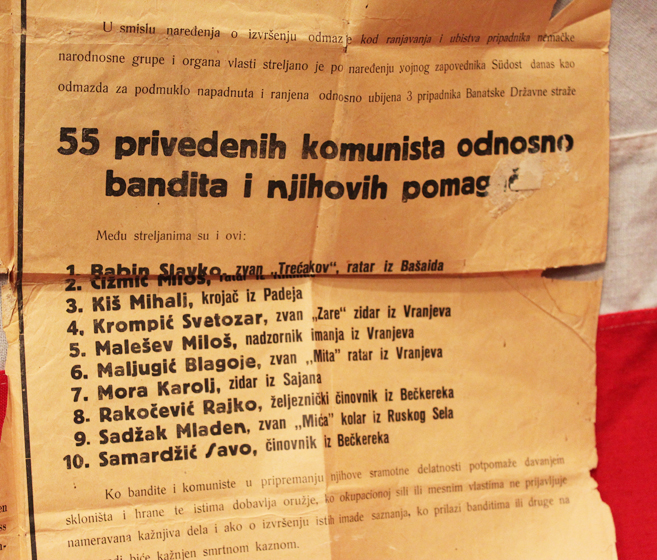 U smislu naređenja o izvršenju odmazje kod ranjavanja i ubistva pripadnika nemačke
narodnosne grupe i organa vlasti streljano je po naređenju vojnog zapovednika Südost danas kao
odmazda za podmuklo napadnuta i ranjena odnosno ubijena 3 pripadnika Banatske Državne straže
55 privedenih komunista odnosno
bandita i njihovih pomag
Među streljanima su i ovi:
1. Babin Slavko, zvan „Trećakov“, ratar iz Bašaida
2. Čizmić Miloš, ratar iz
3. Kiš Mihalj, krojač iz Padeja
4. Krompić Svetozar, zvan „Zare“ zidar iz Vranjeva
5. Malešev Miloš, nadzornik imanja iz Vranjeva
6. Maljugić Blagoje, zvan „Mita“ ratar iz Vranjeva
7. Mora Karolj, zidar iz Sajana
8. Rakočević Rajko, željeznički činovnik iz Bečkereka
9. Sadžak Mladen, zvan „Mića“ kolar iz Ruskog Sela
10. Samardžić Savo, činovnik iz Bečkereka
Ko bandite i komuniste u pripremanju njihove sramotne delatnosti potpomaže davanjem
skloništa i hrane te istima dobavlja oružje, ko okupacionoj sili ili mesnim vlastima ne prijavljuje
nameravana kažnjiva dela i ako o izvršenju istih imade saznanja, ko prilazi banditima ili druge na
biće kažnjen smrtnom kaznom.